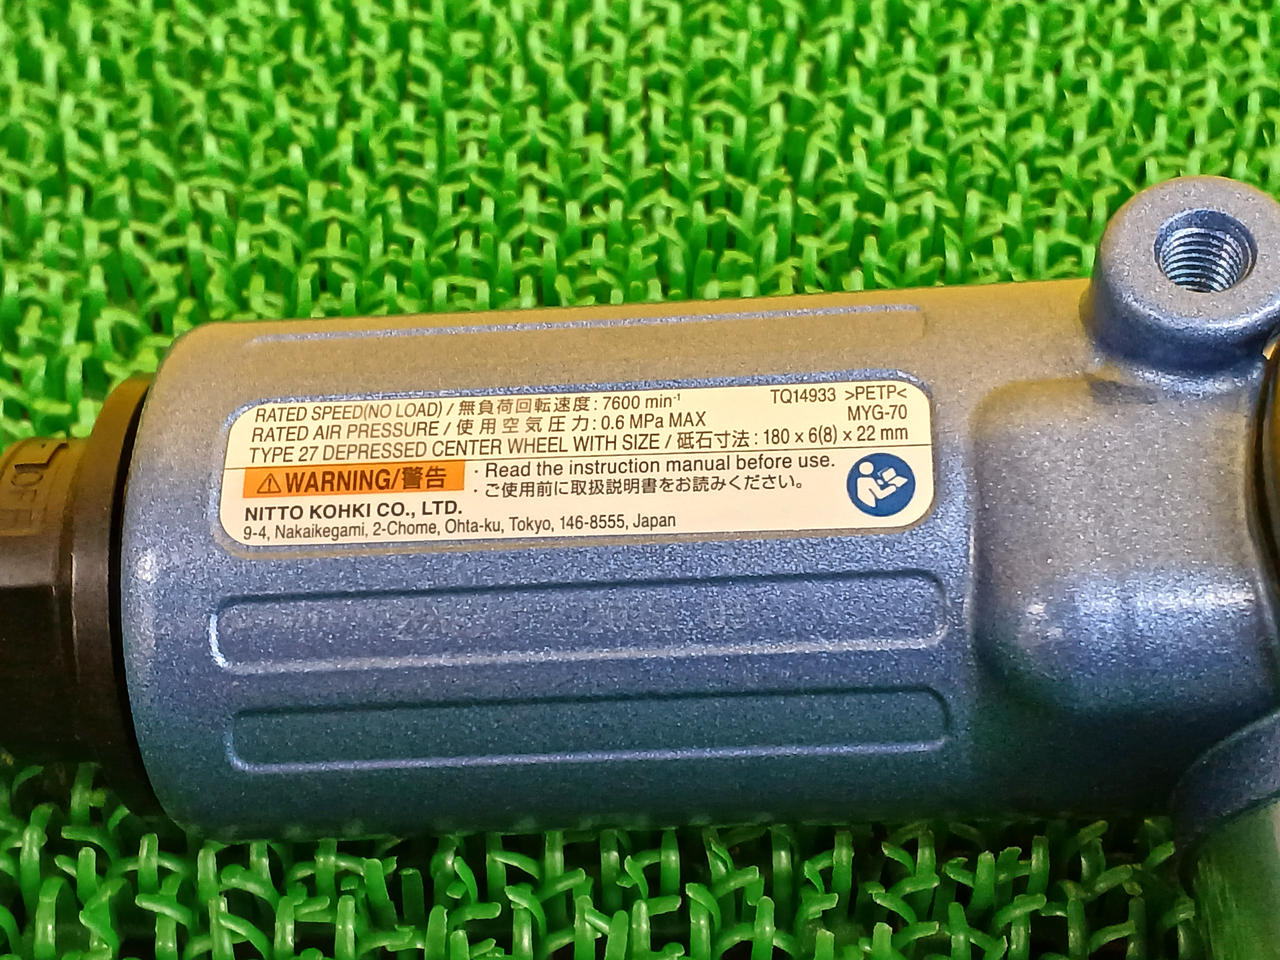 RATED SPEED(NO LOAD) / 無負荷回転速度 : 7600 min⁻¹ TQ14933 >PETP<
RATED AIR PRESSURE / 使用空気圧力 : 0.6 MPa MAX MYG-70
TYPE 27 DEPRESSED CENTER WHEEL WITH SIZE / 砥石寸法 : 180 x 6(8) x 22 mm
⚠WARNING/警告 · Read the instruction manual before use.
· ご使用前に取扱説明書をお読みください。
NITTO KOHKI CO., LTD.
9-4, Nakaikegami, 2-Chome, Ohta-ku, Tokyo, 146-8555, Japan